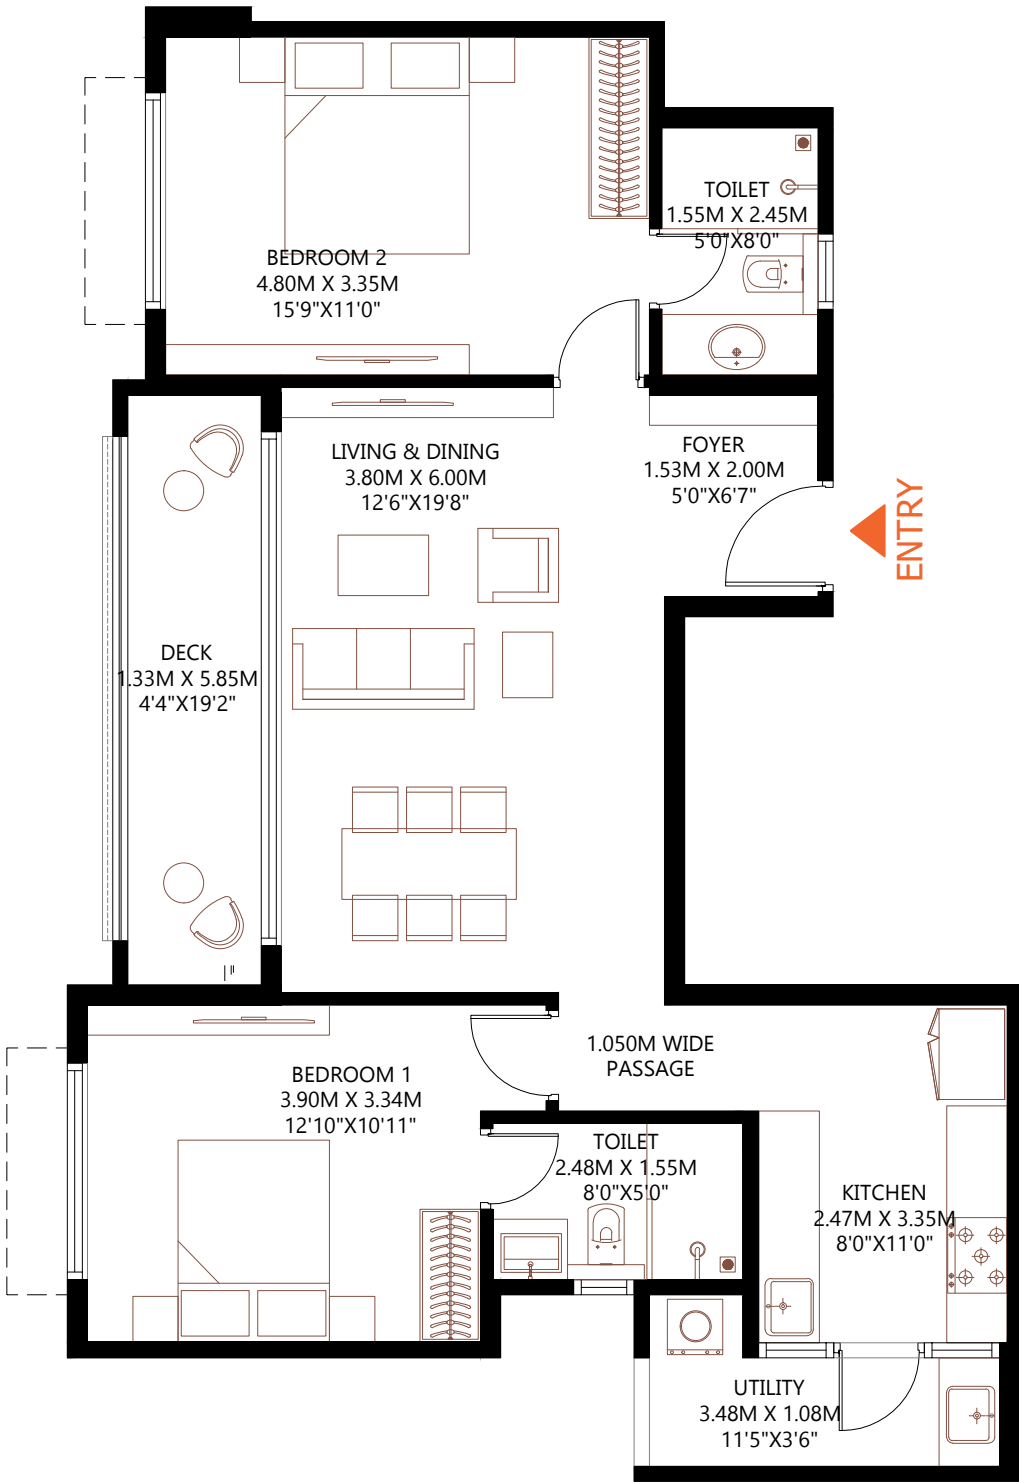 TOILET
1.55M X 2.45M
5'0"X8'0"
BEDROOM 2
4.80M X 3.35M
15'9"X11'0"
LIVING & DINING
3.80M X 6.00M
12'6"X19'8"
FOYER
1.53M X 2.00M
5'0"X6'7"
ENTRY
DECK
1.33M X 5.85M
4'4"X19'2"
1.050M WIDE
PASSAGE
BEDROOM 1
3.90M X 3.34M
12'10"X10'11"
TOILET
2.48M X 1.55M
8'0"X5'0"
KITCHEN
2.47M X 3.35M
8'0"X11'0"
UTILITY
3.48M X 1.08M
11'5"X3'6"